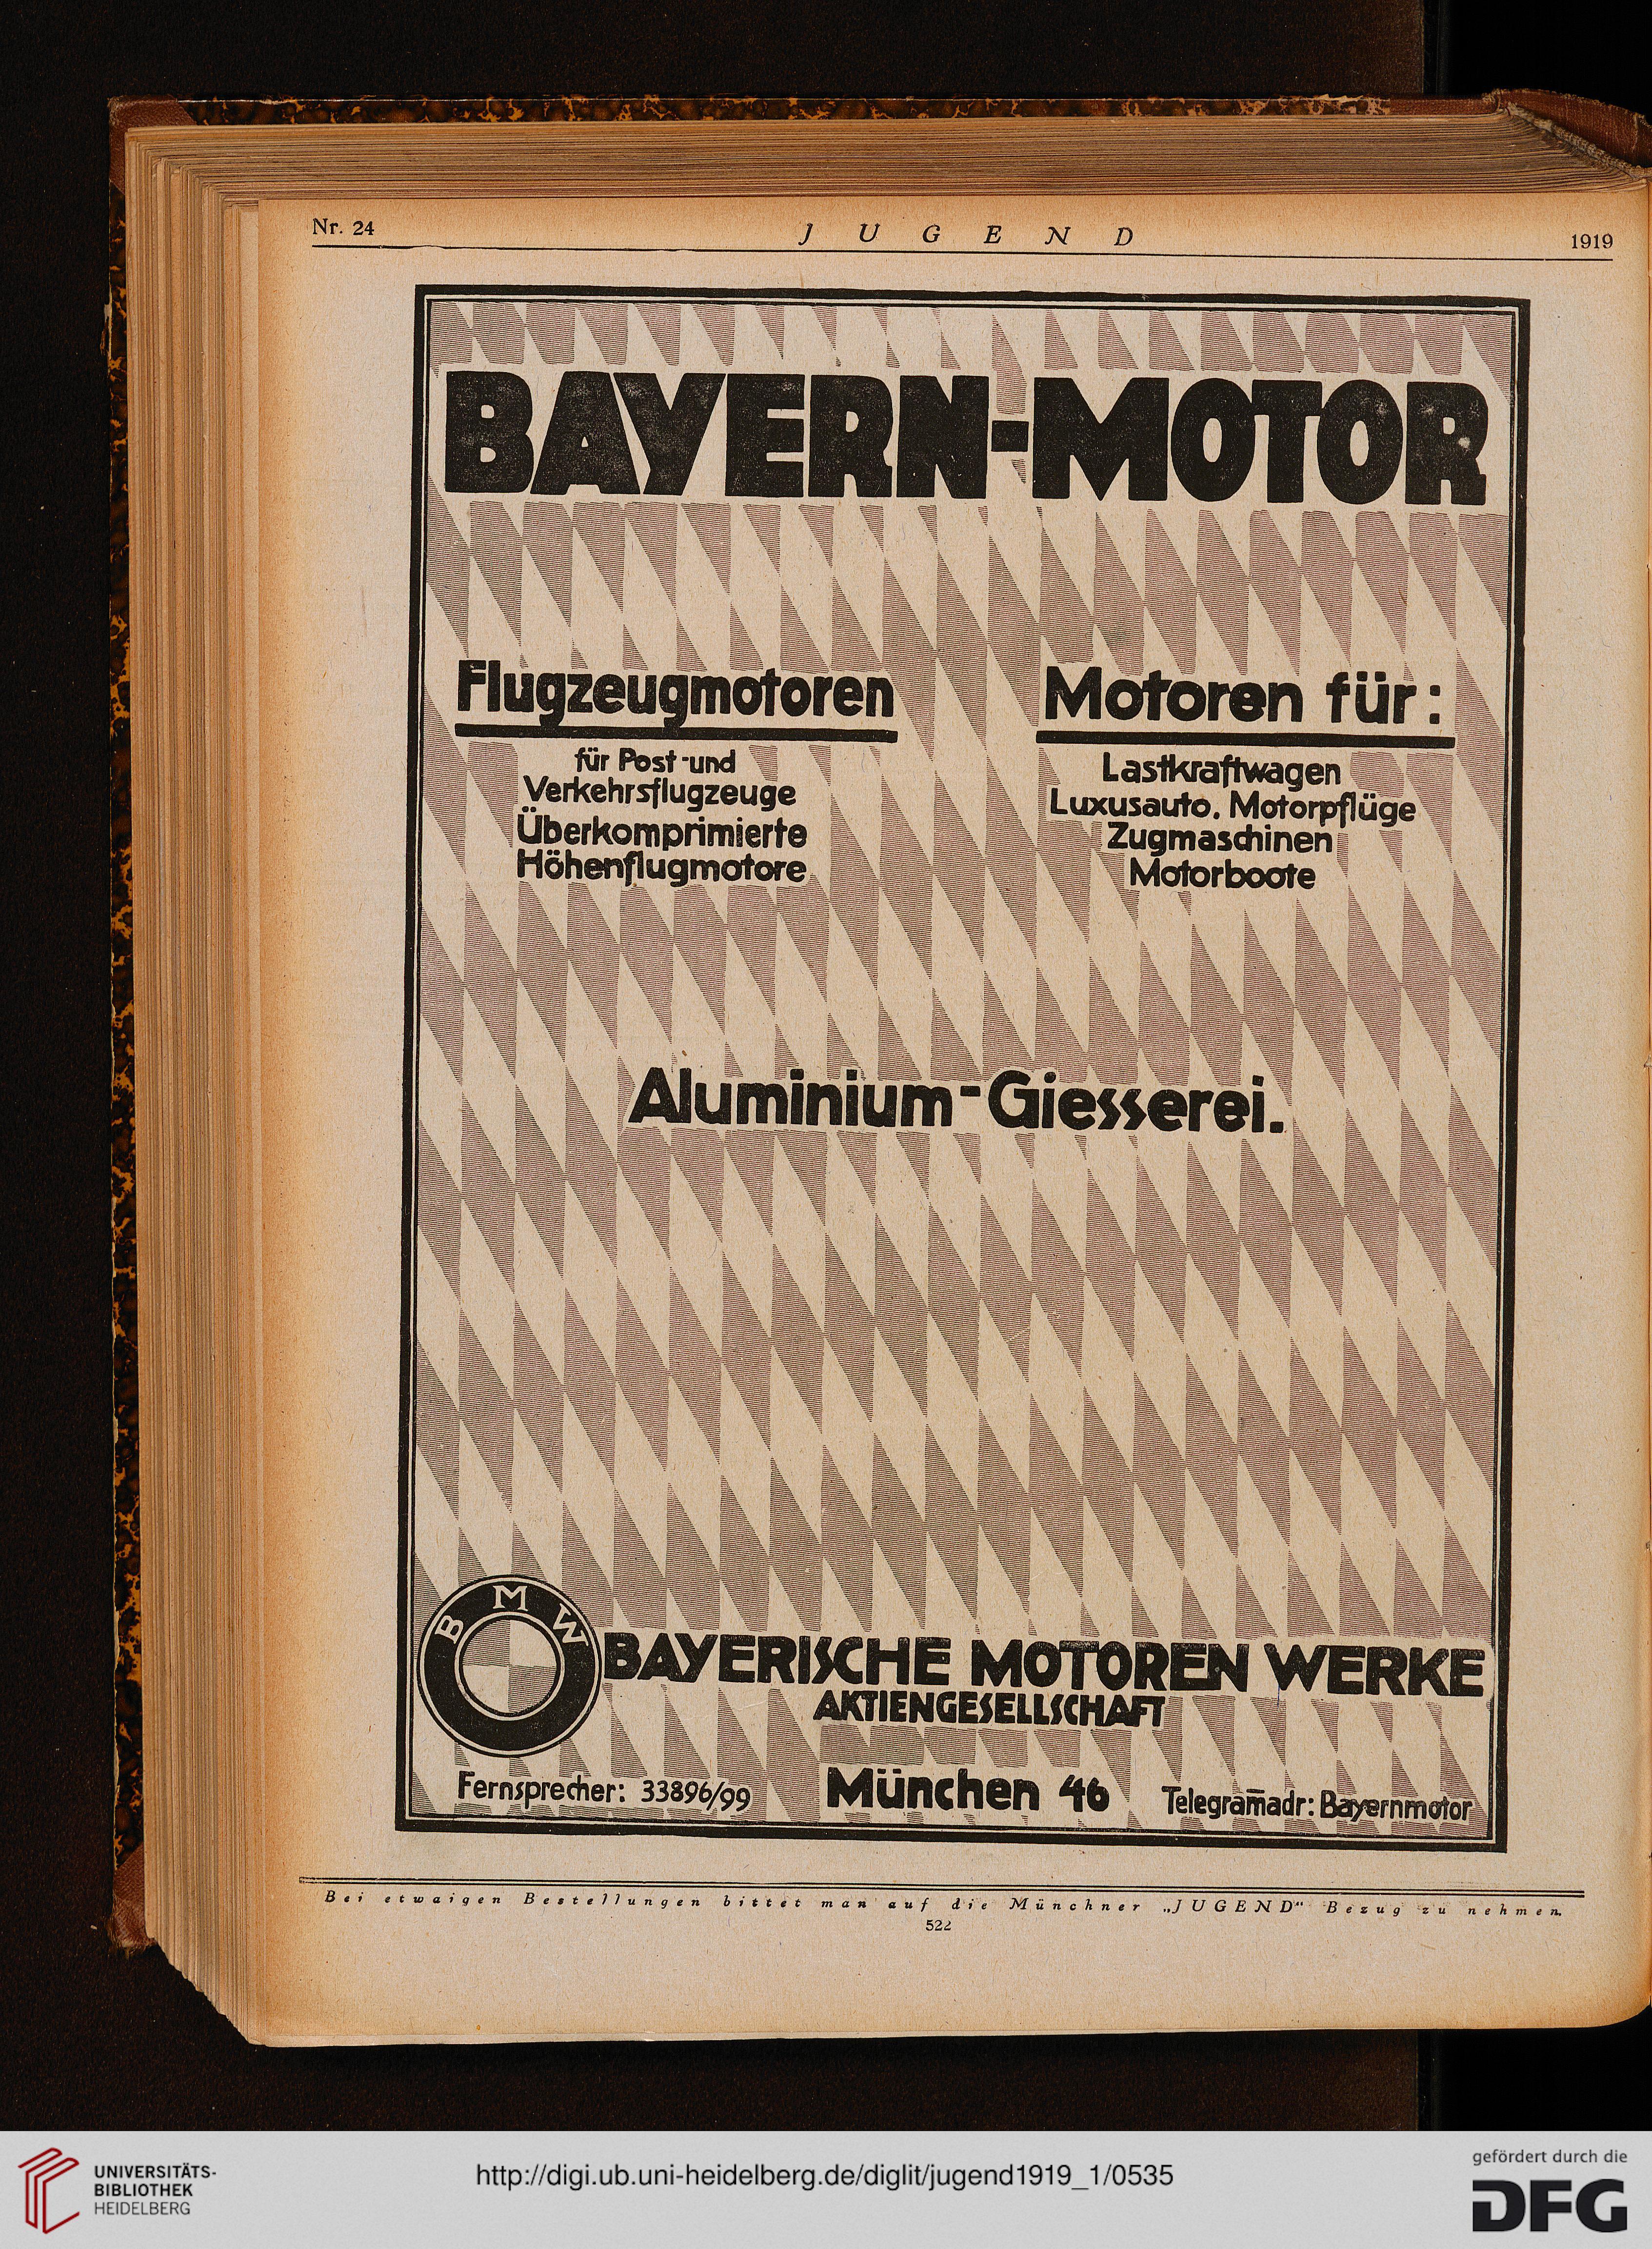 Nr. 24
JUGEND
1919
BAYERN-MOTOR
Flugzeugmotoren
für Post-und
Verkehrsflugzeuge
Überkomprimierte
Höhenflugmotore
Motoren für:
Lastkraftwagen
Luxusauto. Motorpflüge
Zugmaschinen
Motorboote
Aluminium-Giesserei.
BMW
BAYERISCHE MOTOREN WERKE
AKTIENGESELLSCHAFT
Fernsprecher: 33896/99
München 46
Telegram̄adr: Bayernmotor
Bei etwaigen Bestellungen bittet man auf die Münchner „JUGEND“ Bezug zu nehmen.
522
UNIVERSITÄTS-
BIBLIOTHEK
HEIDELBERG
http://digi.ub.uni-heidelberg.de/diglit/jugend1919_1/0535
gefördert durch die
DFG